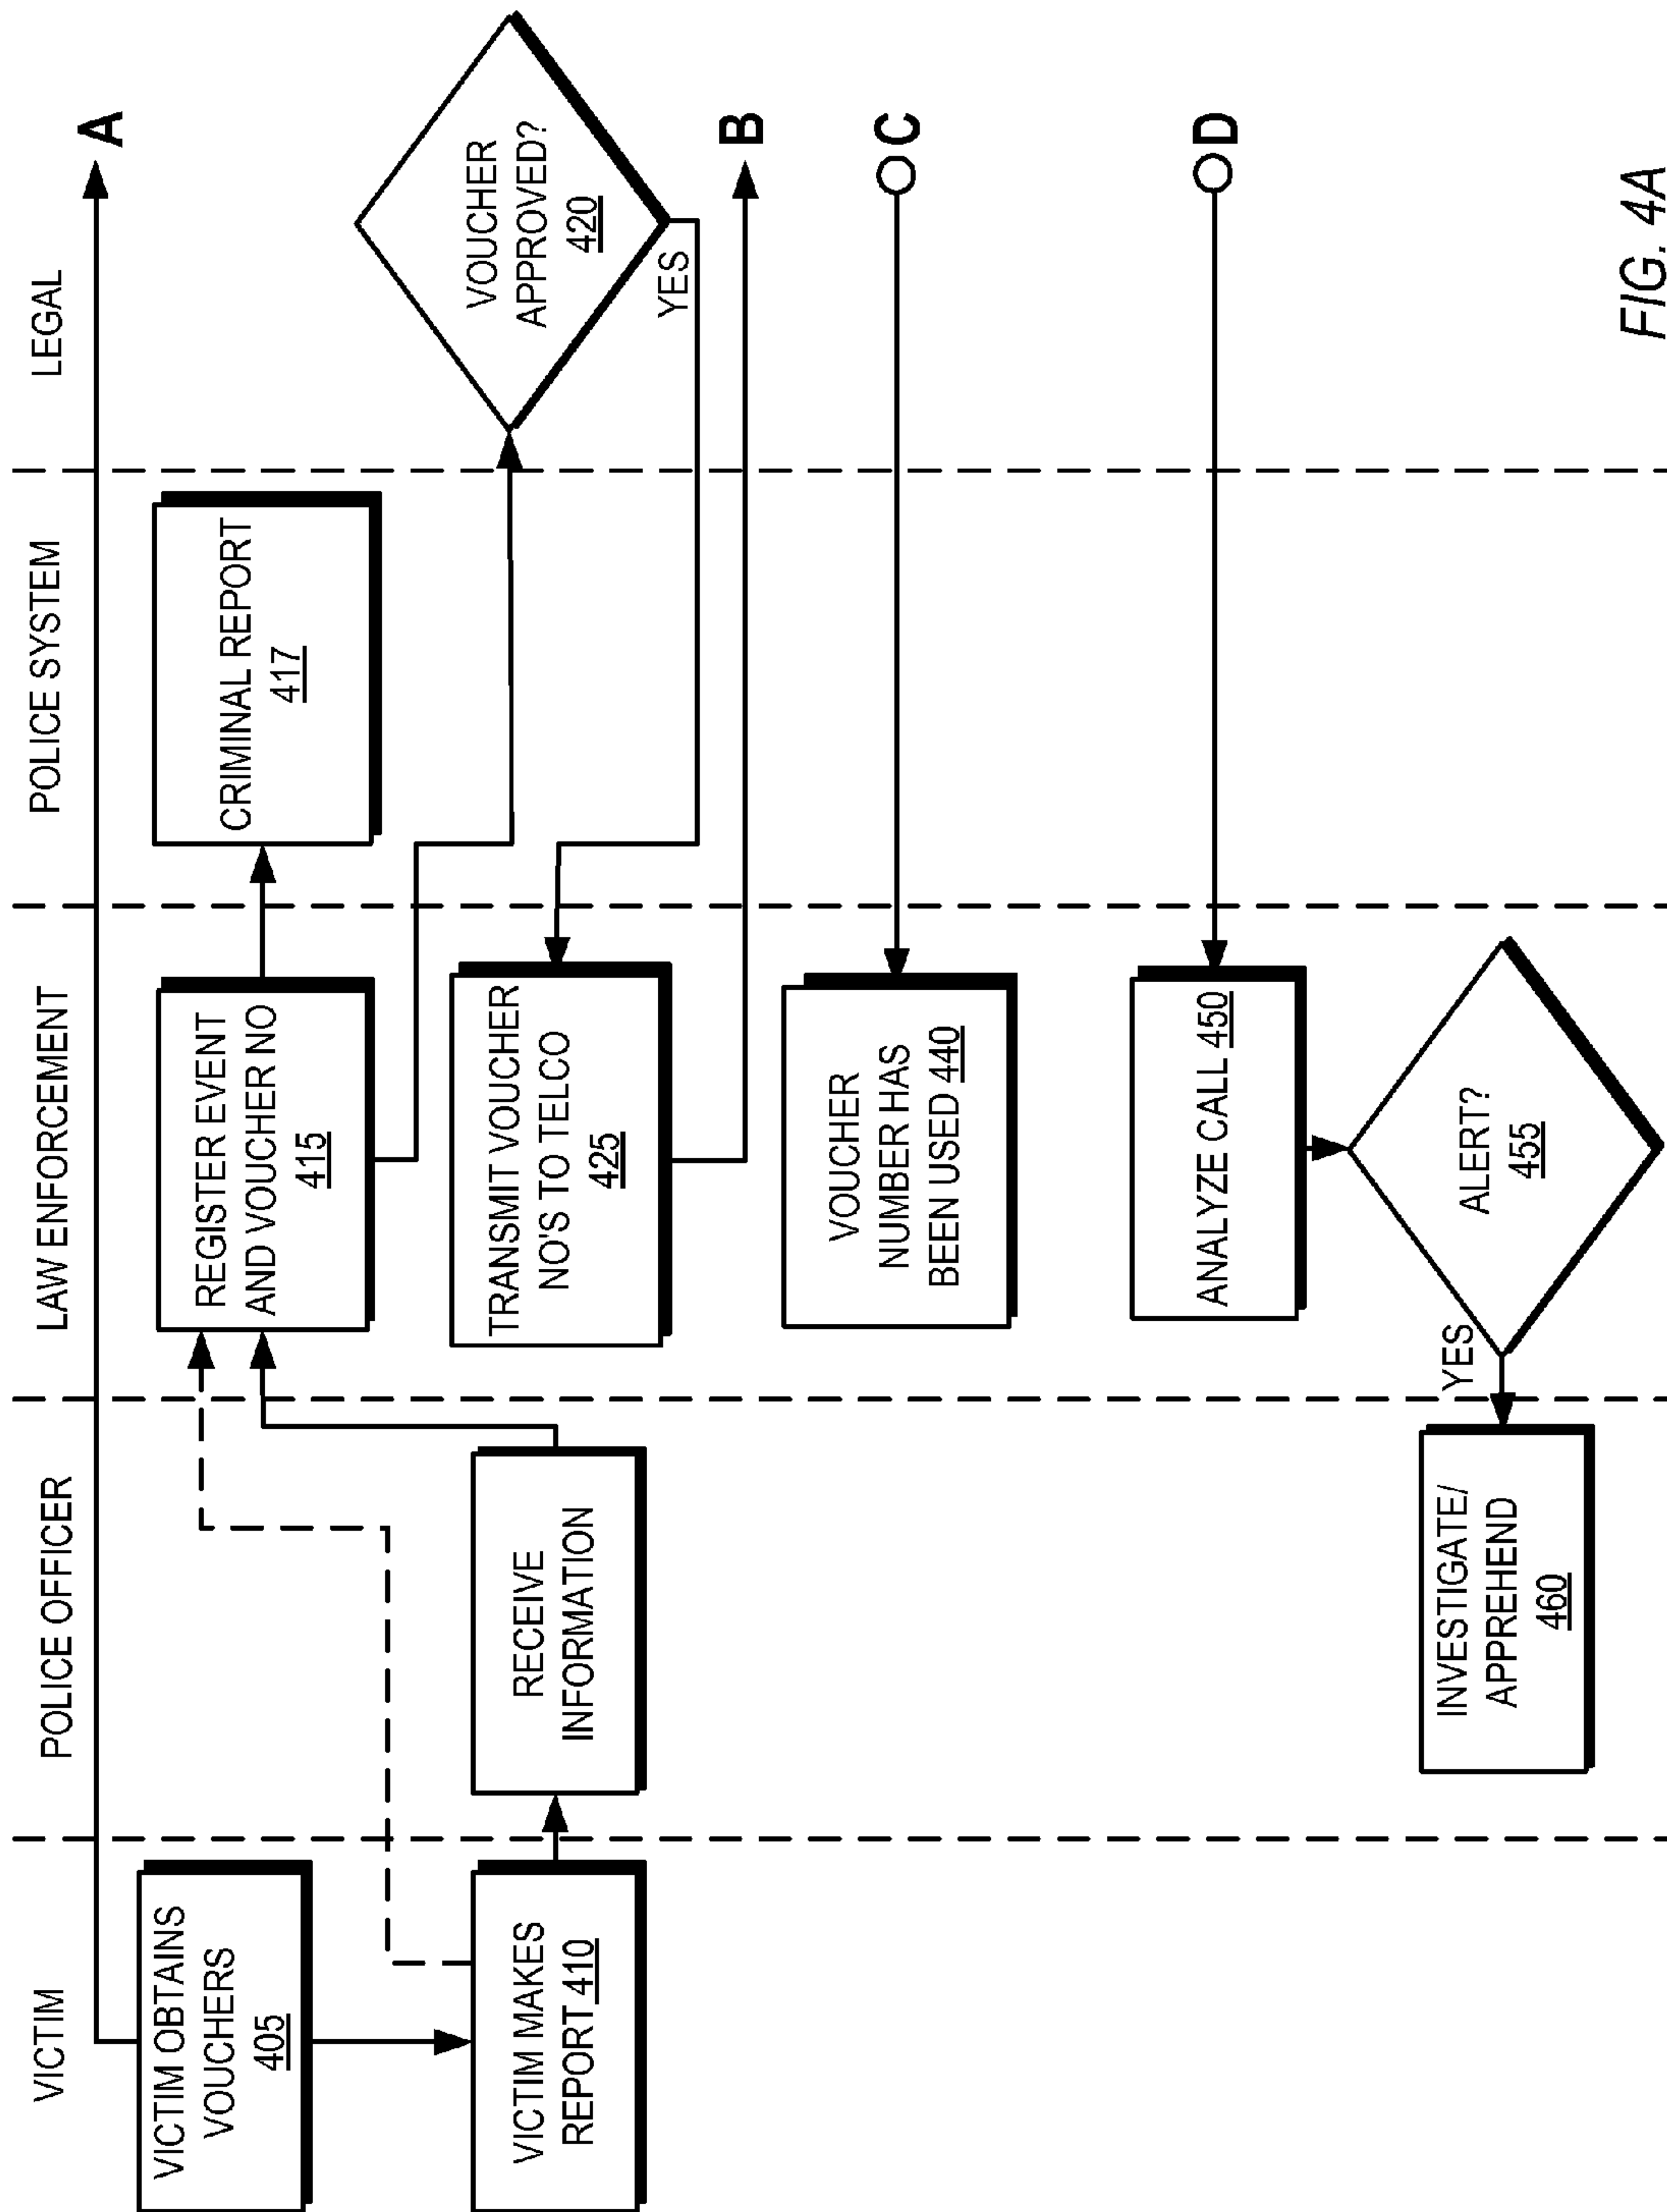 VICTIM
POLICE OFFICER
LAW ENFORCEMENT
POLICE SYSTEM
LEGAL
A
VICTIM OBTAINS
VOUCHERS
405
REGISTER EVENT
AND VOUCHER NO
415
CRIMINAL REPORT
417
VICTIM MAKES
REPORT 410
RECEIVE
INFORMATION
TRANSMIT VOUCHER
NO'S TO TELCO
425
VOUCHER
APPROVED?
420
YES
B
VOUCHER
NUMBER HAS
BEEN USED 440
C
ANALYZE CALL 450
D
ALERT?
455
YES
INVESTIGATE/
APPREHEND
460
FIG. 4A